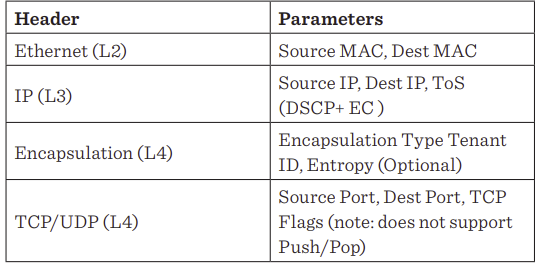 Header Parameters
Ethernet (L2) Source MAC, Dest MAC
IP (L3) Source IP, Dest IP, ToS
(DSCP+ EC )
Encapsulation (L4) Encapsulation Type Tenant
ID, Entropy (Optional)
TCP/UDP (L4) Source Port, Dest Port, TCP
Flags (note: does not support
Push/Pop)